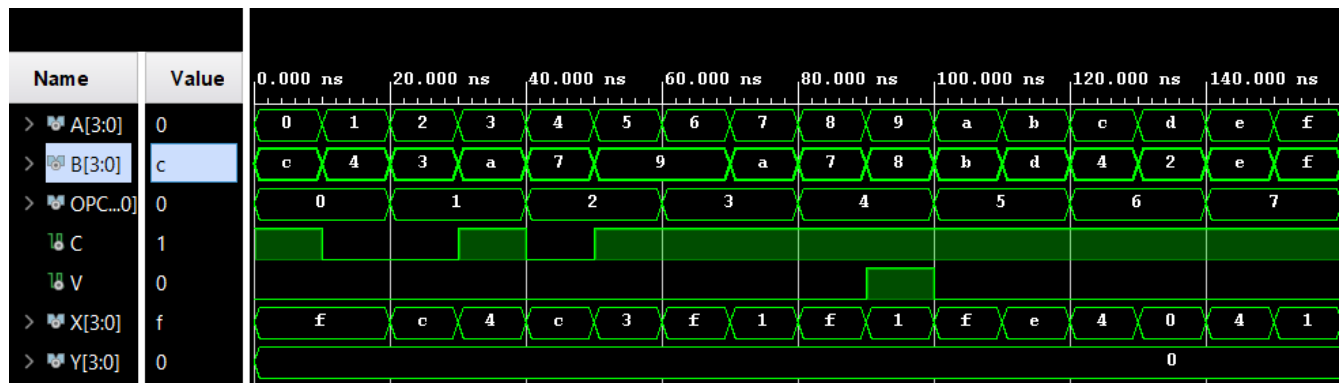 Name Value 0.000 ns 20.000 ns 40.000 ns 60.000 ns 80.000 ns 100.000 ns 120.000 ns 140.000 ns
> A[3:0] 0 0 1 2 3 4 5 6 7 8 9 a b c d e f
> B[3:0] c c 4 3 a 7 9 a 7 8 b d 4 2 e f
> OPC...0] 0 0 1 2 3 4 5 6 7
C 1
V 0
> X[3:0] f f c 4 c 3 f 1 f 1 f e 4 0 4 1
> Y[3:0] 0 0